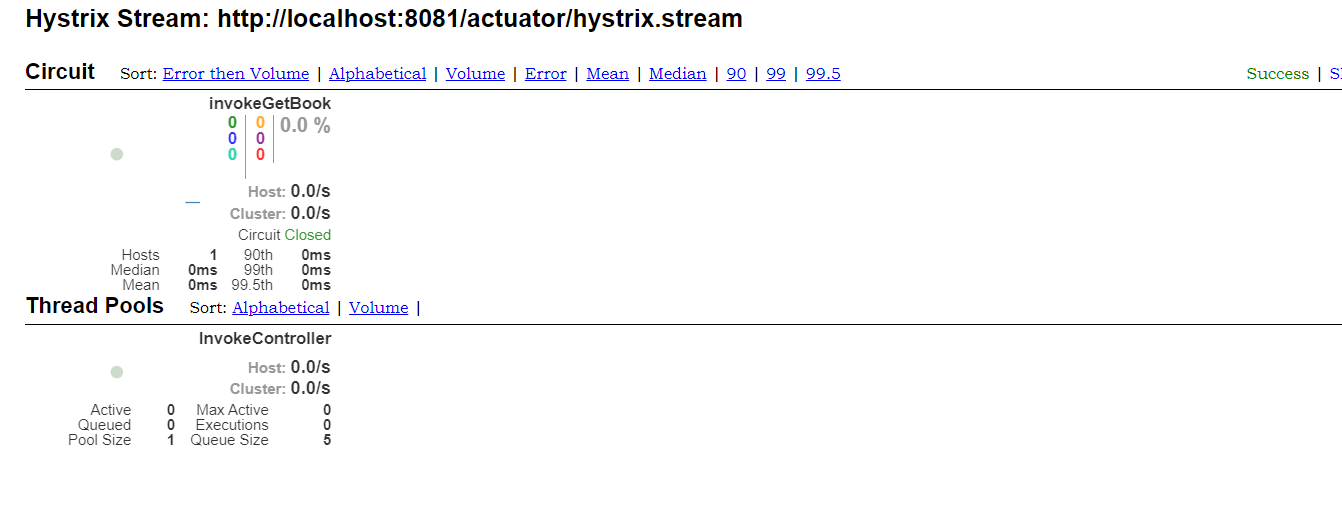 Hystrix Stream: http://localhost:8081/actuator/hystrix.stream
Circuit Sort: Error then Volume | Alphabetical | Volume | Error | Mean | Median | 90 | 99 | 99.5 Success |
invokeGetBook
0 0 0.0 %
0 0
0 0
Host: 0.0/s
Cluster: 0.0/s
Circuit Closed
Hosts 1 90th 0ms
Median 0ms 99th 0ms
Mean 0ms 99.5th 0ms
Thread Pools Sort: Alphabetical | Volume |
InvokeController
Host: 0.0/s
Cluster: 0.0/s
Active 0 Max Active 0
Queued 0 Executions 0
Pool Size 1 Queue Size 5